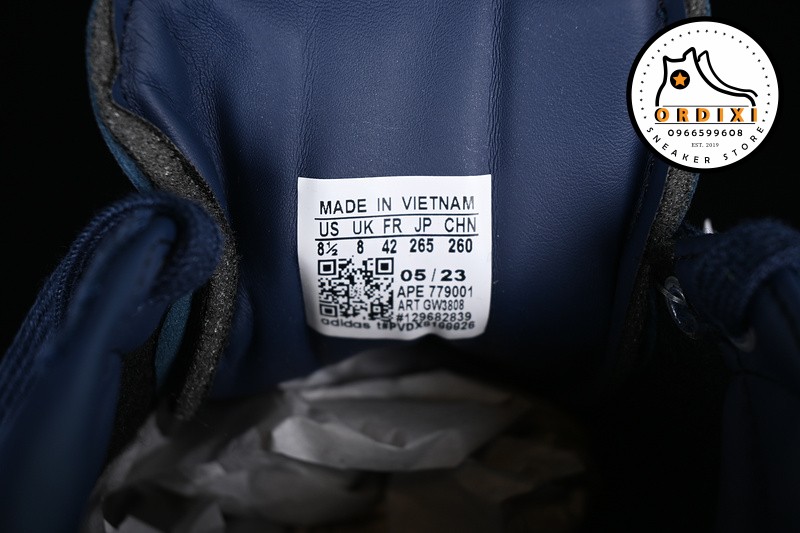 MADE IN VIETNAM
US UK FR JP CHN
8½ 8 42 265 260
05 / 23
APE 779001
ART GW3808
#129682839
adidas t#PVDX9199926
ORDIXI
0966599608
EST. 2019
SNEAKER STORE